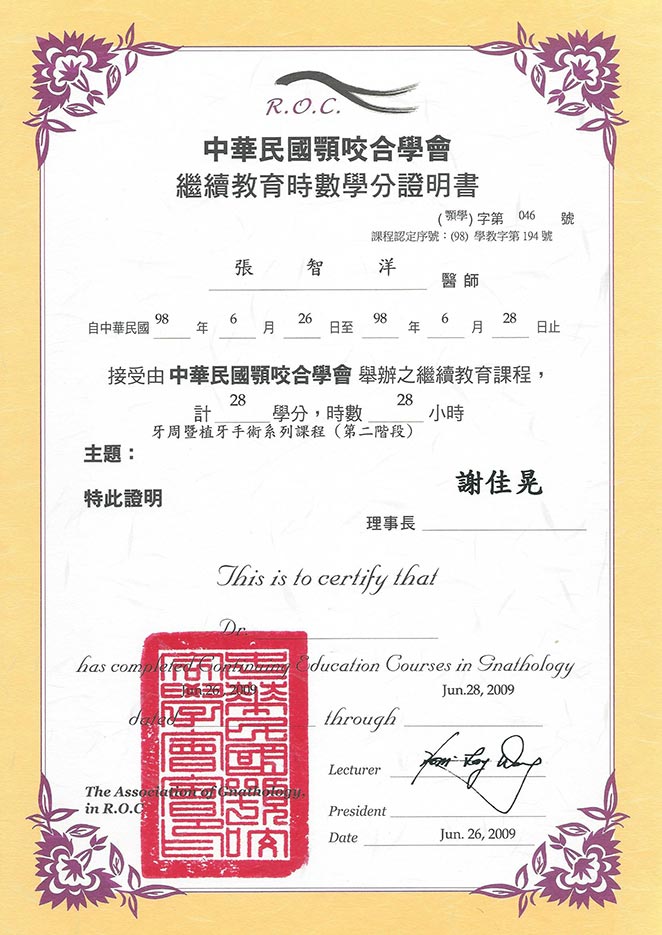 R.O.C.
中華民國顎咬合學會
繼續教育時數學分證明書
(顎學) 字第 046 號
課程認定序號：(98) 學教字第 194 號
張 智 洋 醫師
自中華民國 98 年 6 月 26 日至 98 年 6 月 28 日止
接受由 中華民國顎咬合學會 舉辦之繼續教育課程，
計 28 學分，時數 28 小時
牙周暨植牙手術系列課程（第二階段）
主題：
謝佳晃
特此證明
理事長
This is to certify that
Dr.
has completed Continuing Education Courses in Gnathology
Jun.26, 2009 Jun.28, 2009
dated through
Lecturer
The Association of Gnathology,
in R.O.C
President
Date Jun. 26, 2009